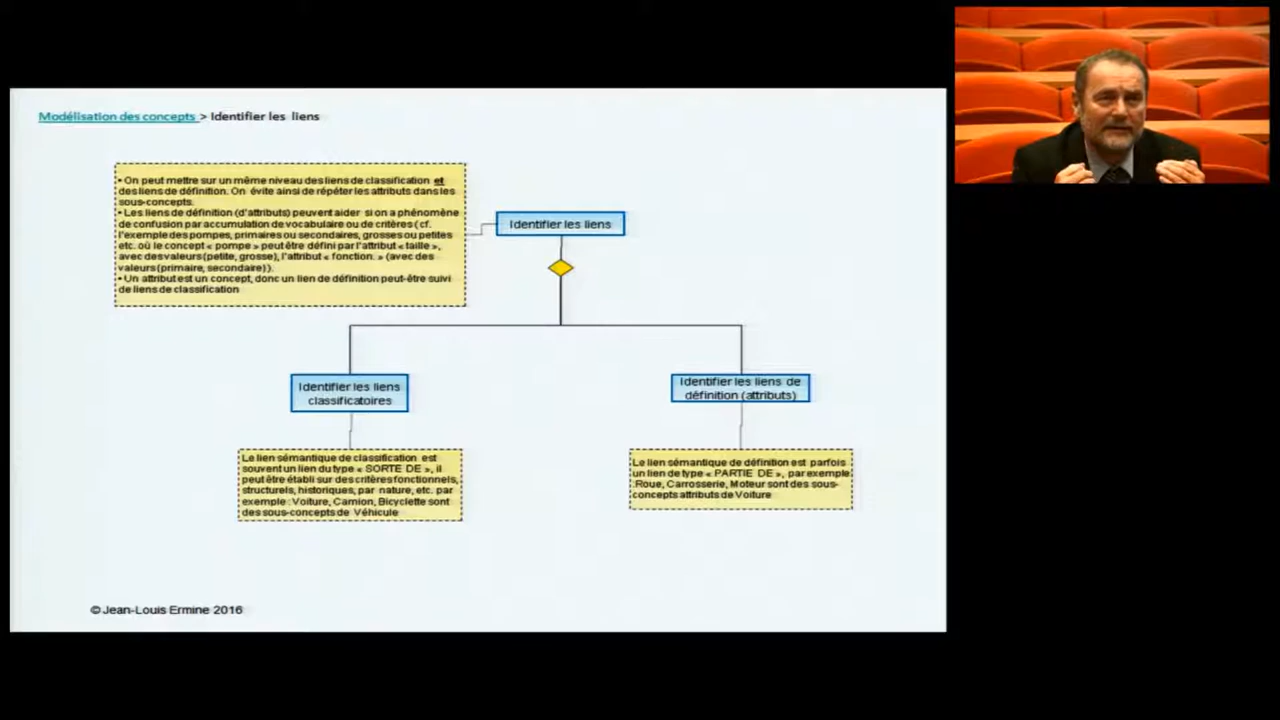 Modélisation des concepts > Identifier les liens
• On peut mettre sur un même niveau des liens de classification et
des liens de définition. On évite ainsi de répéter les attributs dans les
sous-concepts.
• Les liens de définition (d'attributs) peuvent aider si on a phénomène
de confusion par accumulation de vocabulaire ou de critères (cf.
l'exemple des pompes, primaires ou secondaires, grosses ou petites
etc. où le concept « pompe » peut être défini par l'attribut « taille »,
avec des valeurs (petite, grosse), l'attribut « fonction. » (avec des
valeurs (primaire, secondaire)).
• Un attribut est un concept, donc un lien de définition peut-être suivi
de liens de classification
Identifier les liens
Identifier les liens
classificatoires
Identifier les liens de
définition (attributs)
Le lien sémantique de classification est
souvent un lien du type « SORTE DE », il
peut être établi sur des critères fonctionnels,
structurels, historiques, par nature, etc. par
exemple : Voiture, Camion, Bicyclette sont
des sous-concepts de Véhicule
Le lien sémantique de définition est parfois
un lien de type « PARTIE DE », par exemple
:Roue, Carrosserie, Moteur sont des sous-
concepts attributs de Voiture
© Jean-Louis Ermine 2016